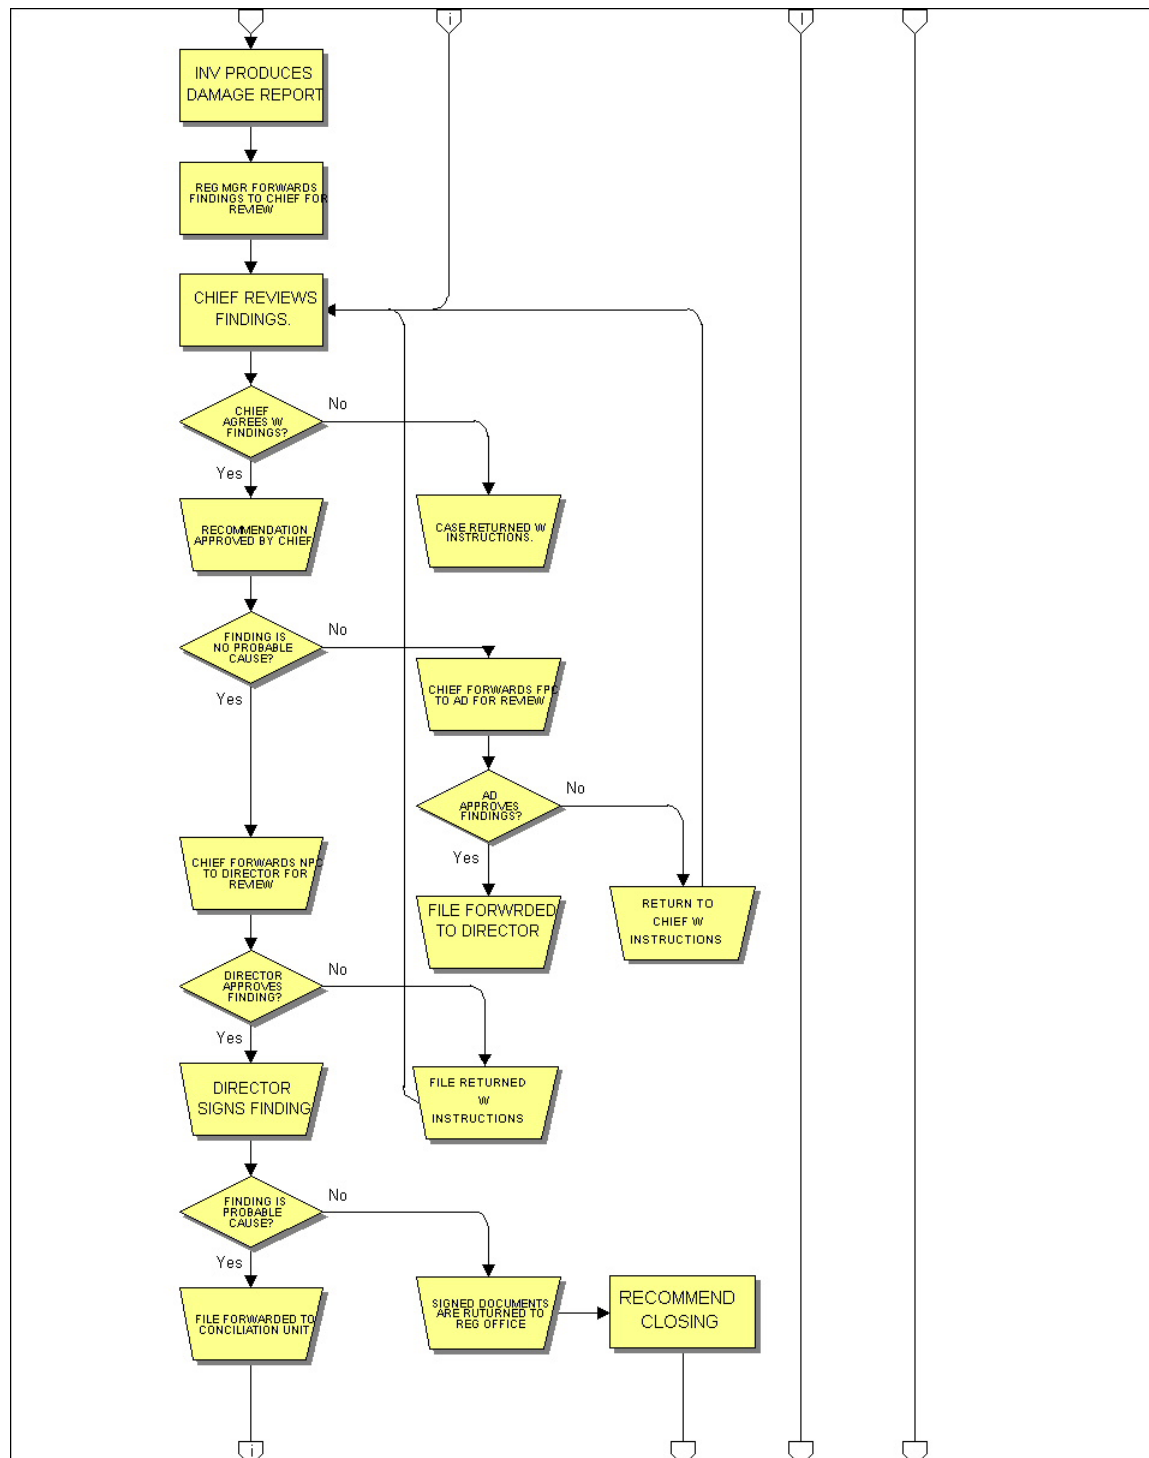 i
I
INV PRODUCES
DAMAGE REPORT
REG MGR FORWARDS
FINDINGS TO CHIEF FOR
REVIEW
CHIEF REVIEWS
FINDINGS.
CHIEF
AGREES W
FINDINGS?
No
Yes
RECOMMENDATION
APPROVED BY CHIEF
CASE RETURNED W
INSTRUCTIONS.
FINDING IS
NO PROBABLE
CAUSE?
No
Yes
CHIEF FORWARDS FPC
TO AD FOR REVIEW
AD
APPROVES
FINDINGS?
No
Yes
CHIEF FORWARDS NPC
TO DIRECTOR FOR
REVIEW
FILE FORWRDED
TO DIRECTOR
RETURN TO
CHIEF W
INSTRUCTIONS
DIRECTOR
APPROVES
FINDING?
No
Yes
DIRECTOR
SIGNS FINDING
FILE RETURNED
W
INSTRUCTIONS
FINDING IS
PROBABLE
CAUSE?
No
Yes
FILE FORWARDED TO
CONCILIATION UNIT
SIGNED DOCUMENTS
ARE RUTURNED TO
REG OFFICE
RECOMMEND
CLOSING
i